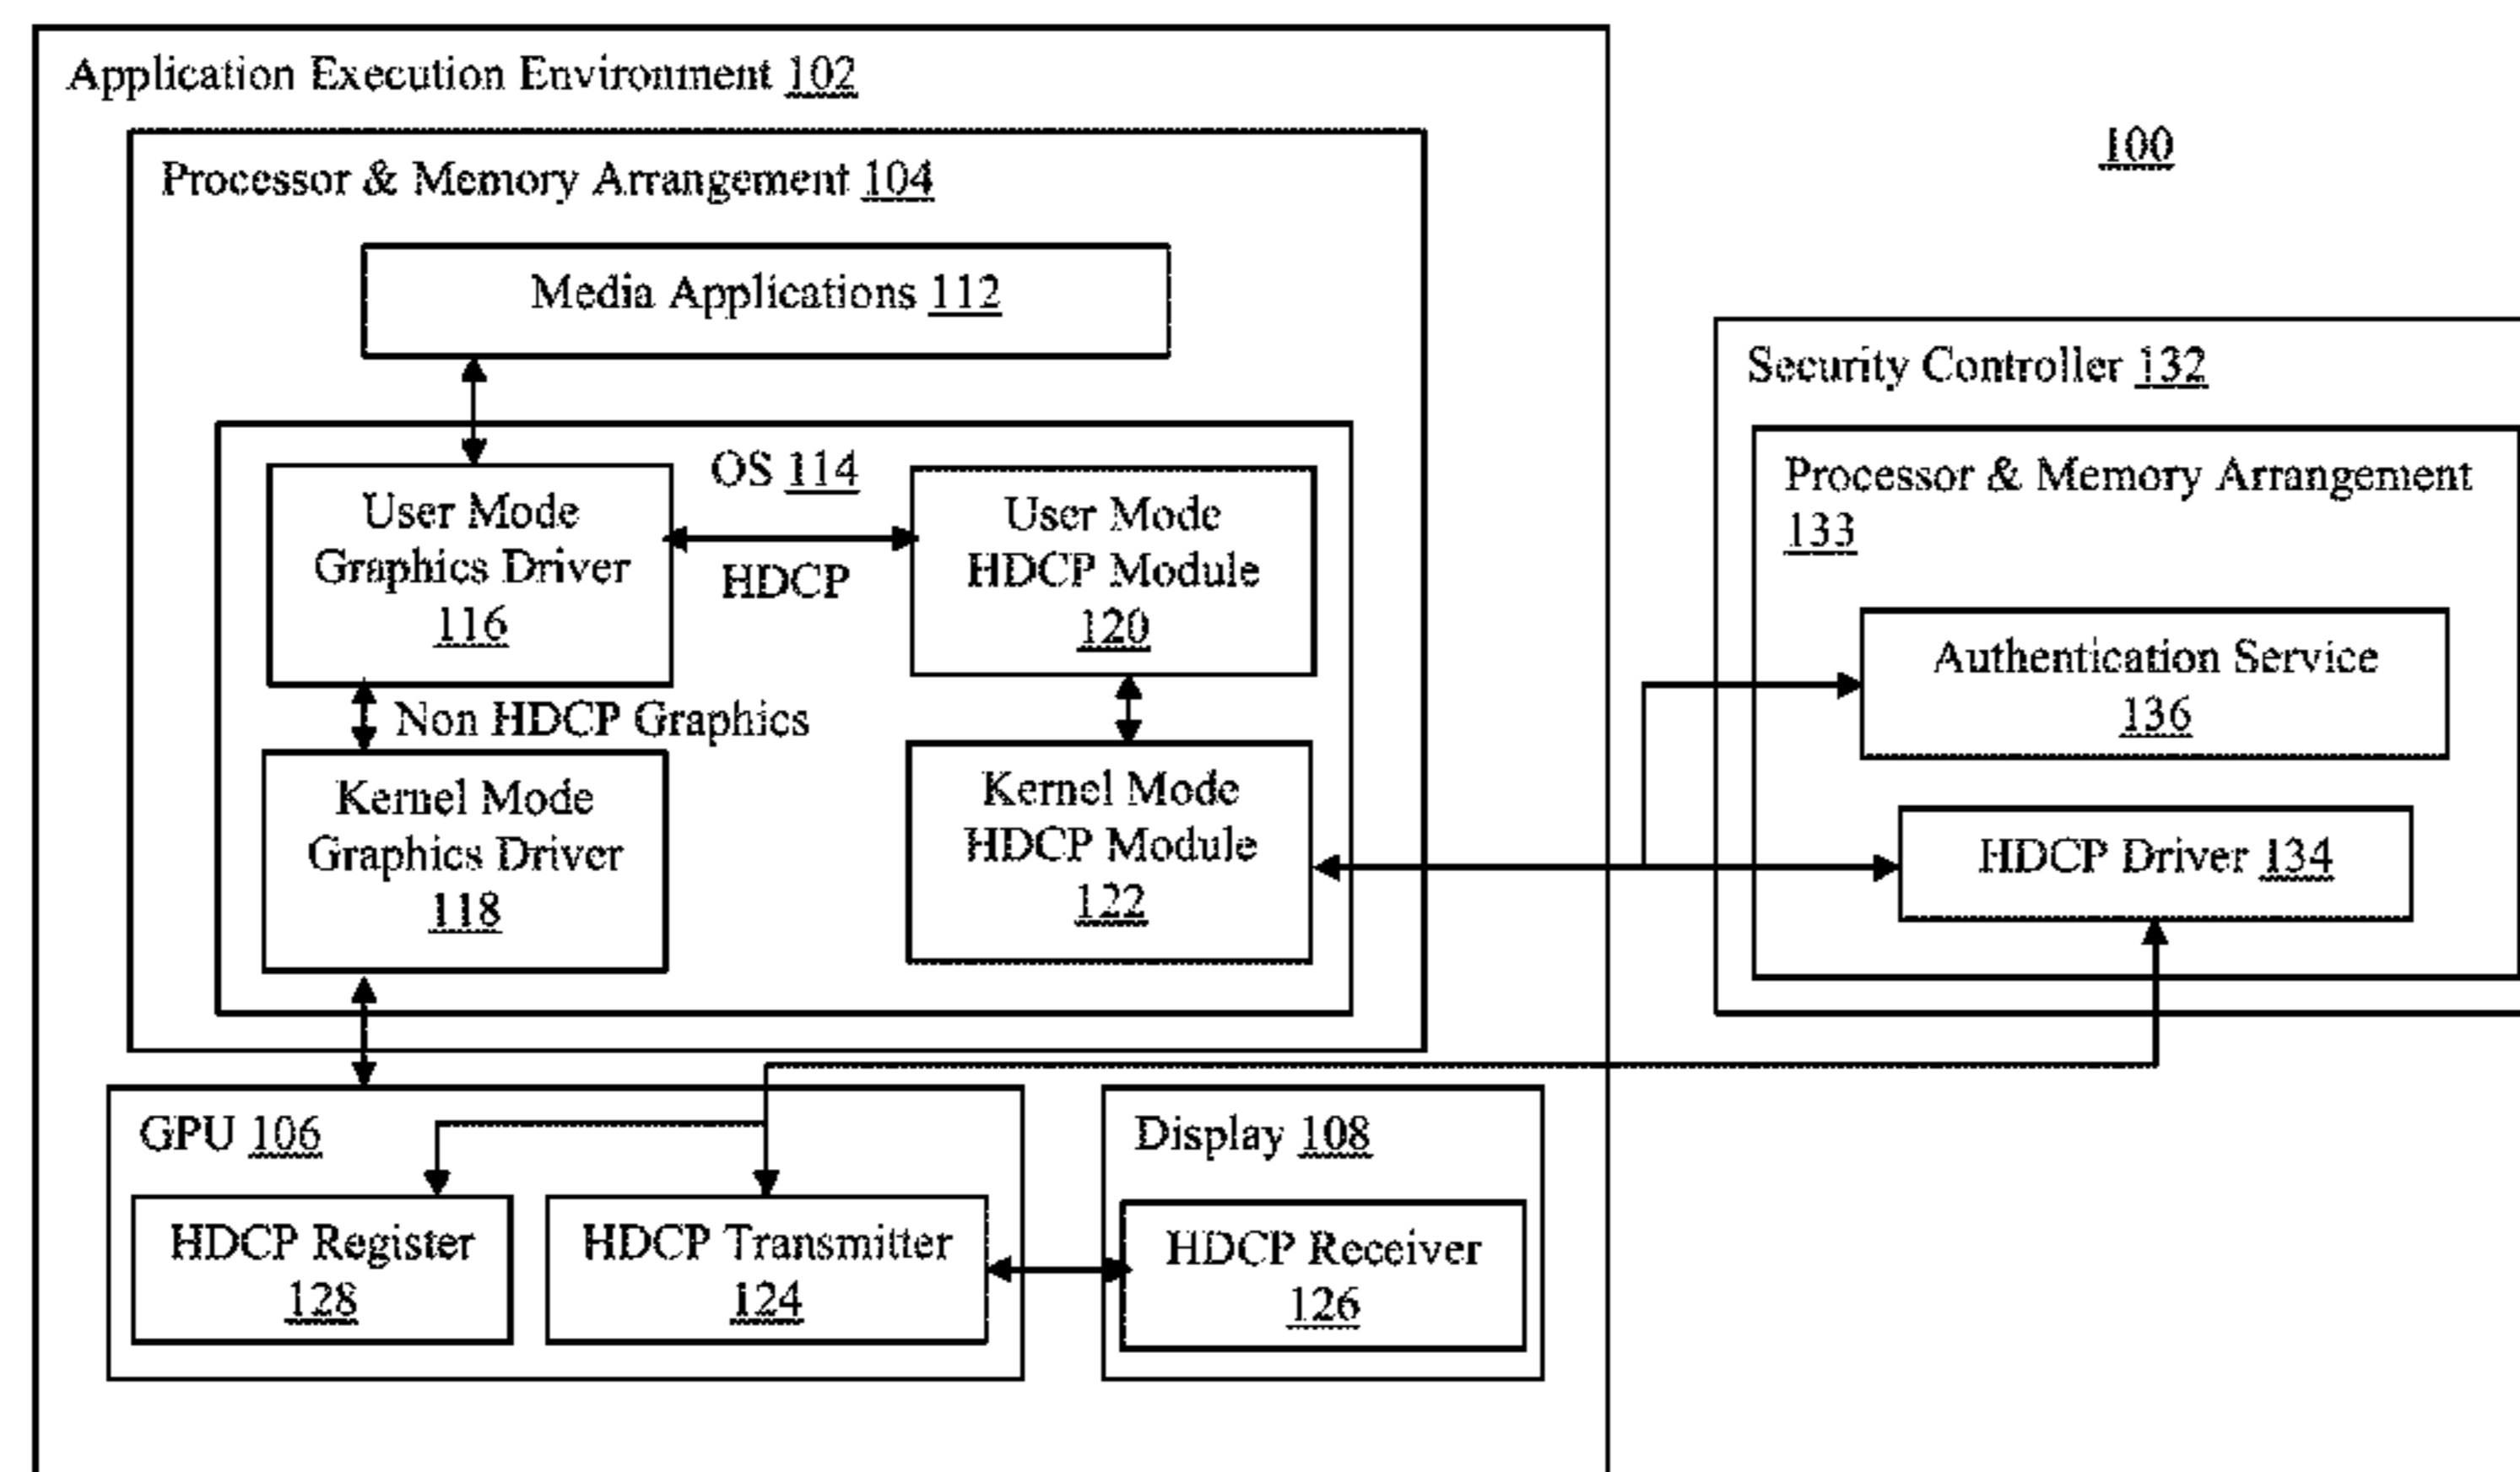 Application Execution Environment 102
100
Processor & Memory Arrangement 104
Media Applications 112
Security Controller 132
Processor & Memory Arrangement
133
OS 114
User Mode
Graphics Driver
116
HDCP
User Mode
HDCP Module
120
Authentication Service
136
Non HDCP Graphics
Kernel Mode
Graphics Driver
118
Kernel Mode
HDCP Module
122
HDCP Driver 134
GPU 106
Display 108
HDCP Register
128
HDCP Transmitter
124
HDCP Receiver
126